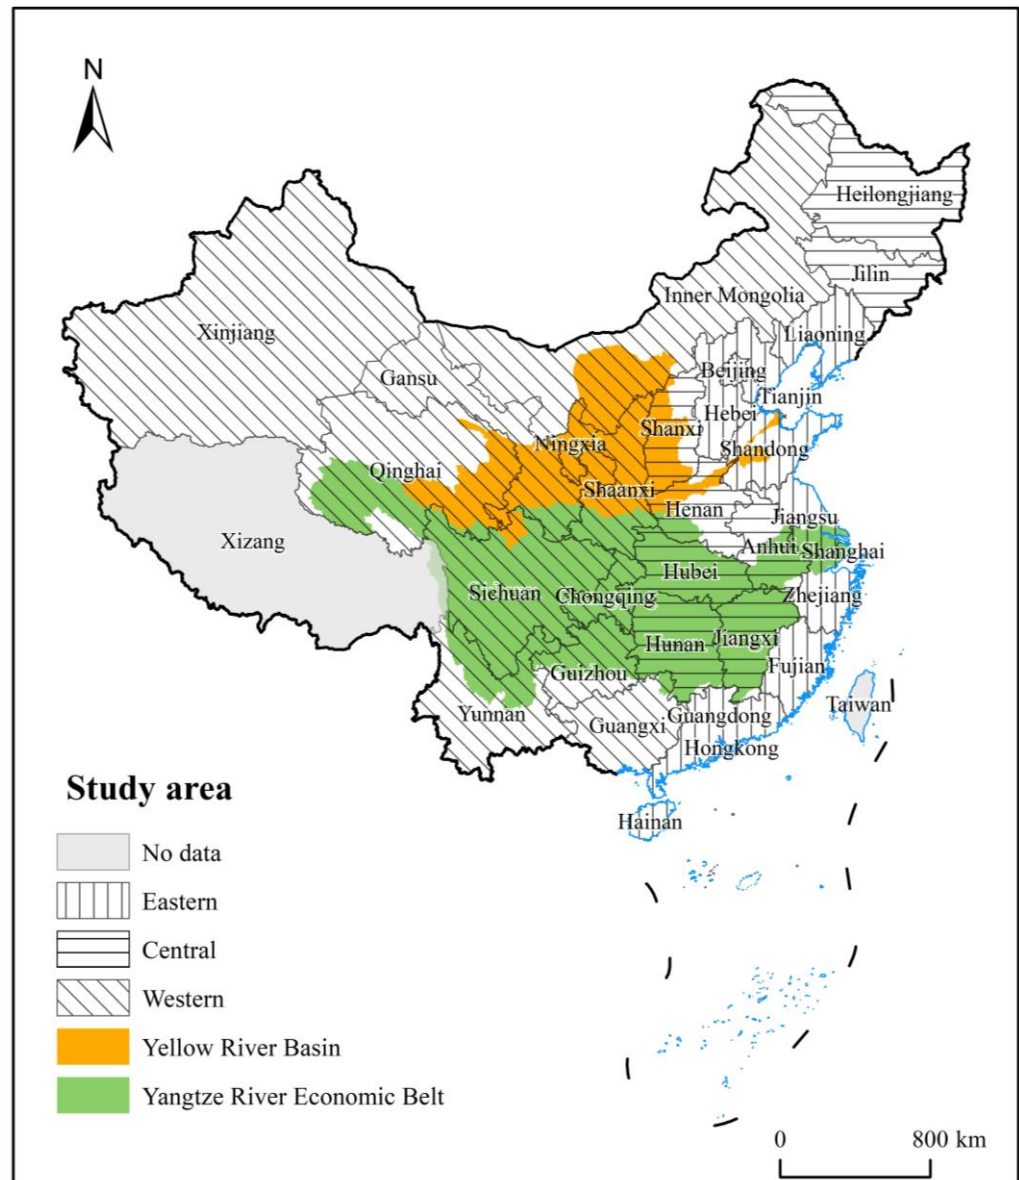 N
Heilongjiang
Jilin
Inner Mongolia
Liaoning
Xinjiang
Gansu
Beijing
Tianjin
Hebei
Ningxia
Shanxi
Shandong
Qinghai
Shaanxi
Henan
Jiangsu
Xizang
Anhui
Shanghai
Hubei
Sichuan
Chongqing
Zhejiang
Hunan
Jiangxi
Guizhou
Fujian
Yunnan
Guangxi
Guangdong
Taiwan
Hongkong
Hainan
Study area
No data
Eastern
Central
Western
Yellow River Basin
Yangtze River Economic Belt
0 800 km